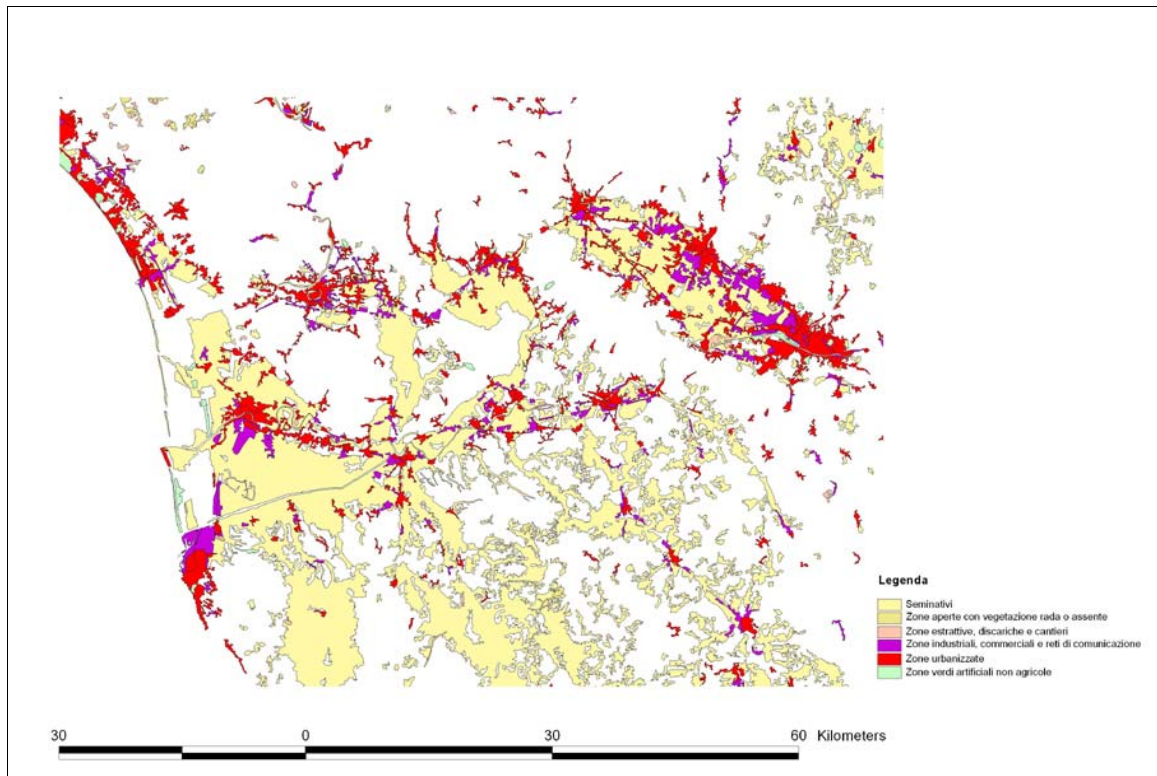 Legenda
Seminativi
Zone aperte con vegetazione rada o assente
Zone estrattive, discariche e cantieri
Zone industriali, commerciali e reti di comunicazione
Zone urbanizzate
Zone verdi artificiali non agricole
30 0 30 60 Kilometers